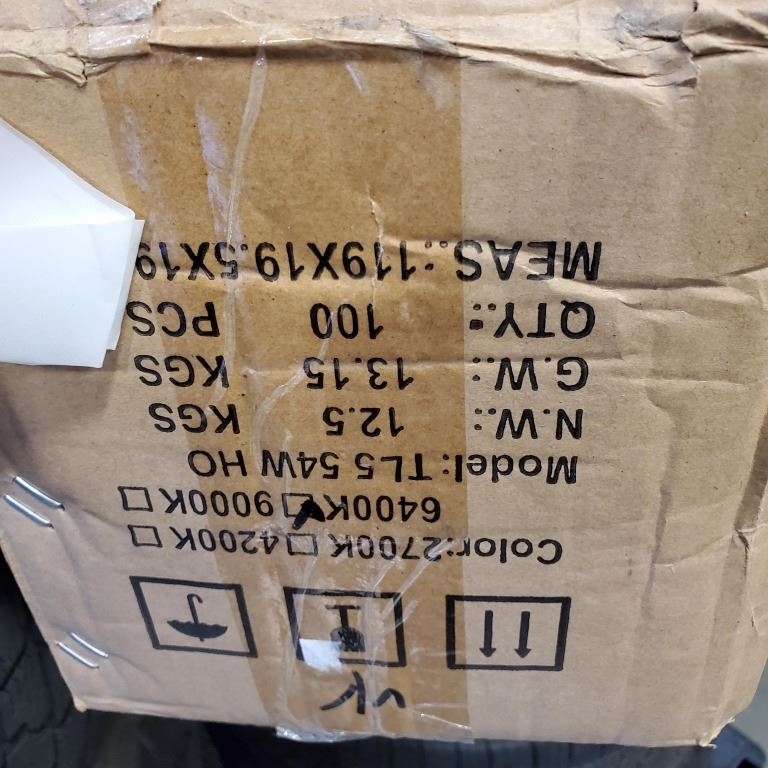 Color:2700K☐4200K☐
6400K☑9000K☐
Model: TL5 54W HO
N.W.: 12.5 KGS
G.W.: 13.15 KGS
QTY.: 100 PCS
MEAS.:119X19.5X19